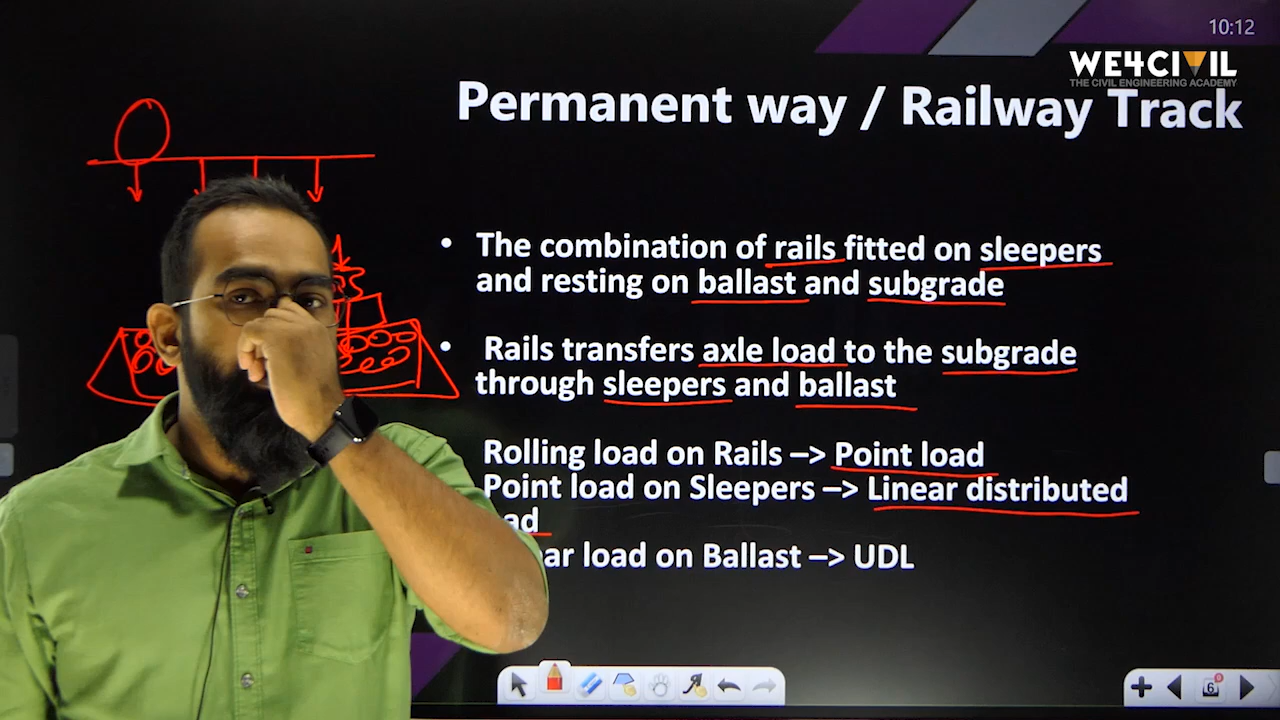 10:12
WE4CIVIL
THE CIVIL ENGINEERING ACADEMY
Permanent way / Railway Track
• The combination of rails fitted on sleepers
and resting on ballast and subgrade
• Rails transfers axle load to the subgrade
through sleepers and ballast
Rolling load on Rails –> Point load
Point load on Sleepers –> Linear distributed
load on Ballast –> UDL
6